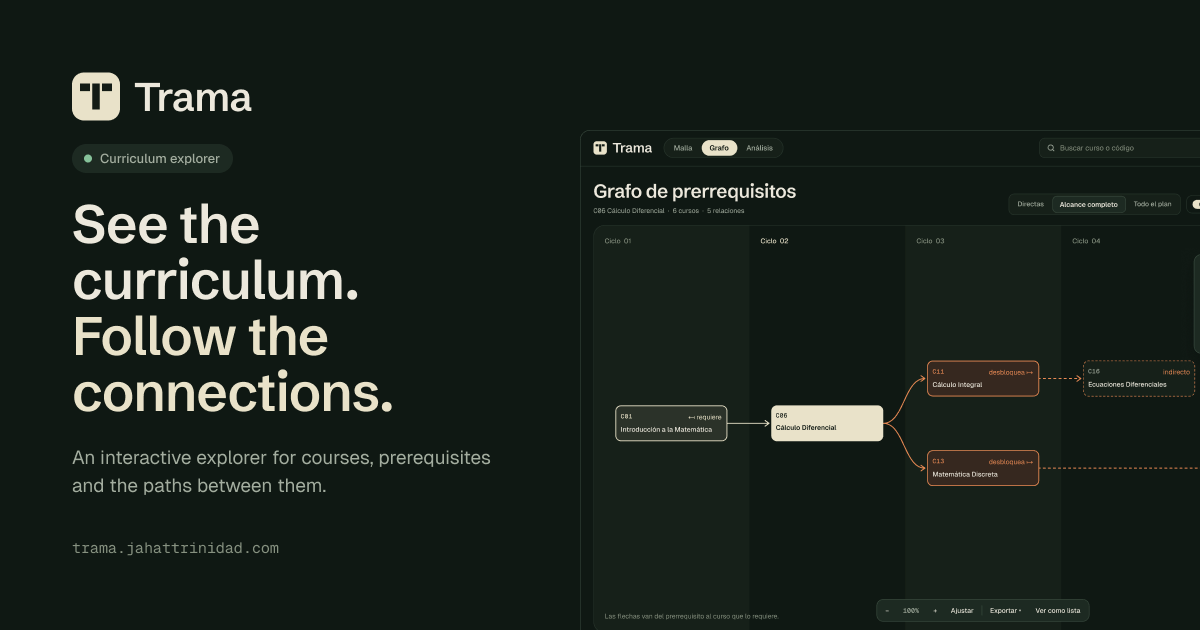 Trama
Curriculum explorer
See the
curriculum.
Follow the
connections.
An interactive explorer for courses, prerequisites
and the paths between them.
trama.jahattrinidad.com
Trama
Malla
Grafo
Análisis
Buscar curso o código
Grafo de prerrequisitos
C06 Cálculo Diferencial · 6 cursos · 5 relaciones
Directas
Alcance completo
Todo el plan
Ciclo 01
Ciclo 02
Ciclo 03
Ciclo 04
C11 desbloquea ↦
Cálculo Integral
C16 indirecto
Ecuaciones Diferenciales
C01 ↤ requiere
Introducción a la Matemática
C06
Cálculo Diferencial
C13 desbloquea ↦
Matemática Discreta
Las flechas van del prerrequisito al curso que lo requiere.
− 100% + Ajustar Exportar Ver como lista